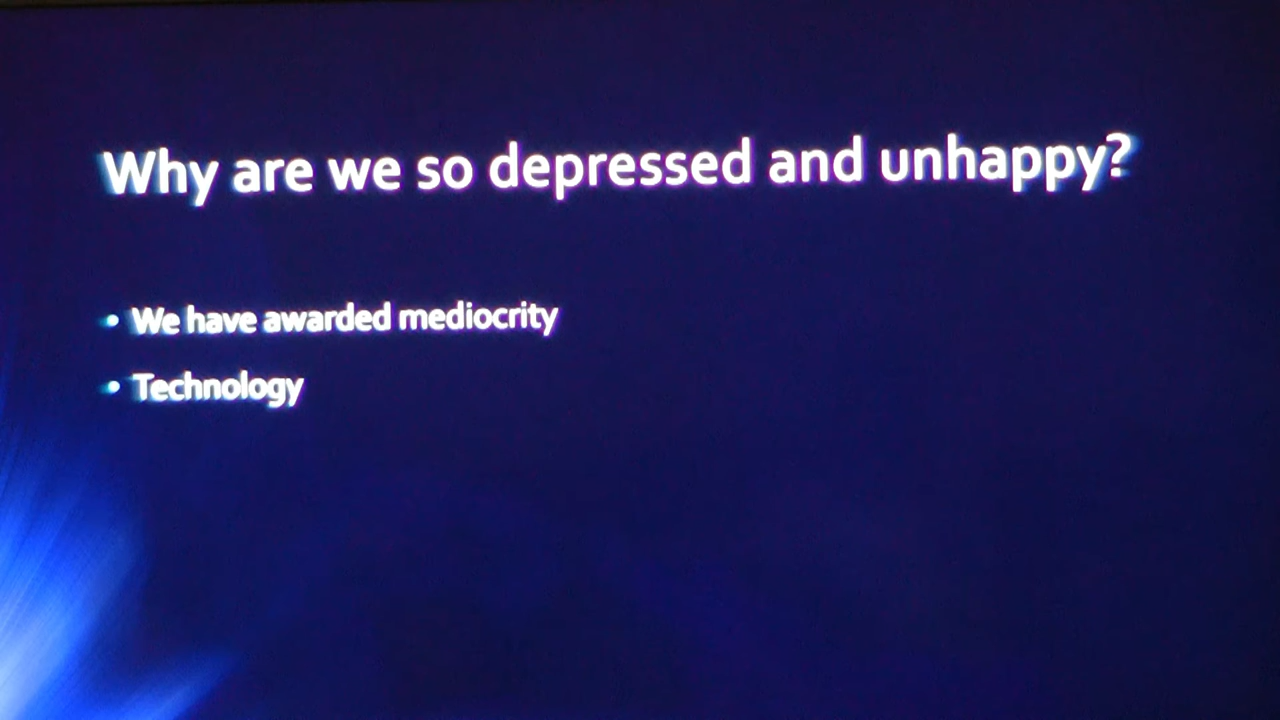 Why are we so depressed and unhappy?
• We have awarded mediocrity
• Technology